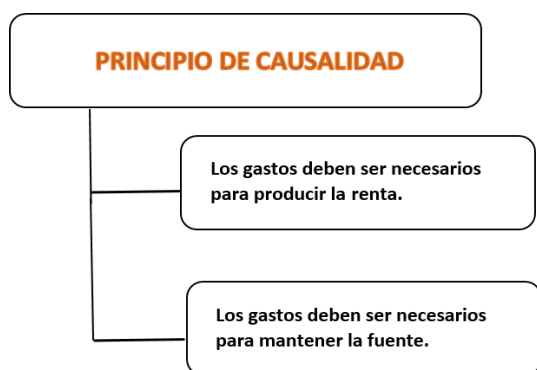 PRINCIPIO DE CAUSALIDAD
Los gastos deben ser necesarios
para producir la renta.
Los gastos deben ser necesarios
para mantener la fuente.